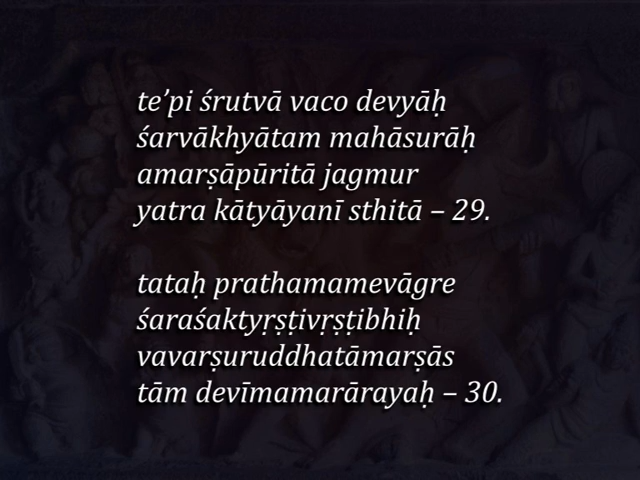 te’pi śrutvā vaco devyāḥ
śarvākhyātam mahāsurāḥ
amarṣāpūritā jagmur
yatra kātyāyanī sthitā – 29.
tataḥ prathamamevāgre
śaraśaktyṛṣṭivṛṣṭibhiḥ
vavarṣuruddhatāmarṣās
tām devīmamarārayaḥ – 30.